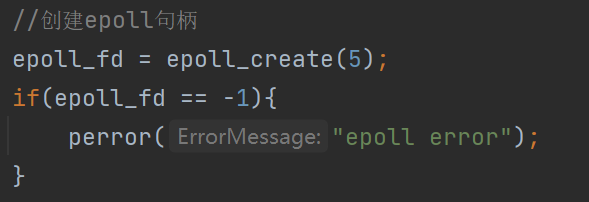 //创建epoll句柄
epoll_fd = epoll_create(5);
if(epoll_fd == -1){
    perror( ErrorMessage: "epoll error");
}